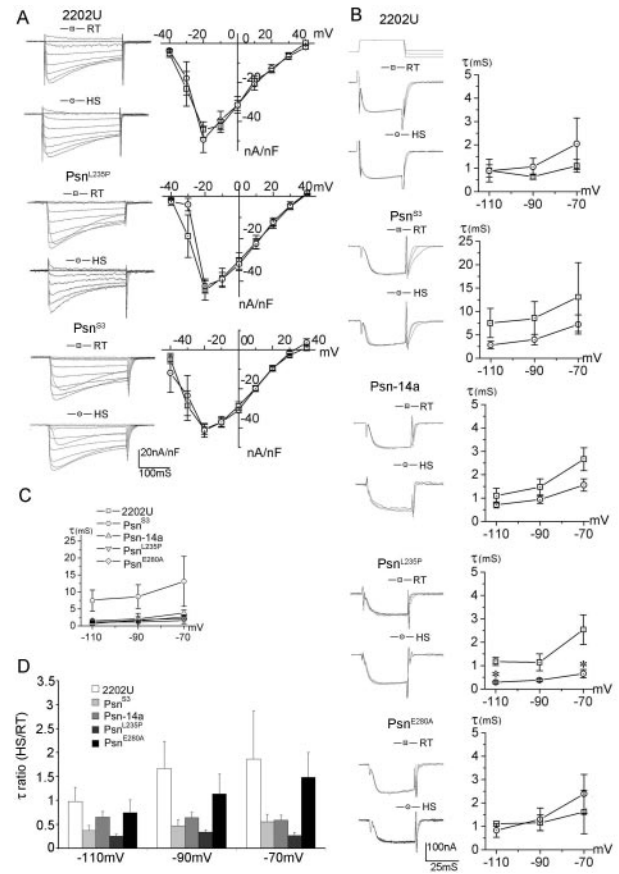 A
2202U
RT
HS
-40 -20 0 20 40 mV
-20
-40
nA/nF
Psn^L235P
RT
HS
-40 -20 0 20 40 mV
-20
-40
nA/nF
Psn^S3
RT
HS
-40 -20 0 20 40 mV
-20
-40
nA/nF
20nA/nF
100mS
B
2202U
RT
HS
τ(mS)
5
4
3
2
1
0
-110 -90 -70 mV
Psn^S3
RT
HS
τ(mS)
25
20
15
10
5
0
-110 -90 -70 mV
Psn-14a
RT
HS
τ(mS)
5
4
3
2
1
0
-110 -90 -70 mV
Psn^L235P
RT
HS
τ(mS)
5
4
3
2
1
0
* *
-110 -90 -70 mV
Psn^E280A
RT
HS
τ(mS)
5
4
3
2
1
0
-110 -90 -70 mV
100nA
25mS
C
2202U
Psn^S3
Psn-14a
Psn^L235P
Psn^E280A
τ(mS)
25
20
15
10
5
0
-110 -90 -70 mV
D
2202U
Psn^S3
Psn-14a
Psn^L235P
Psn^E280A
τ ratio (HS/RT)
3.5
3
2.5
2
1.5
1
0.5
0
-110mV -90mV -70mV